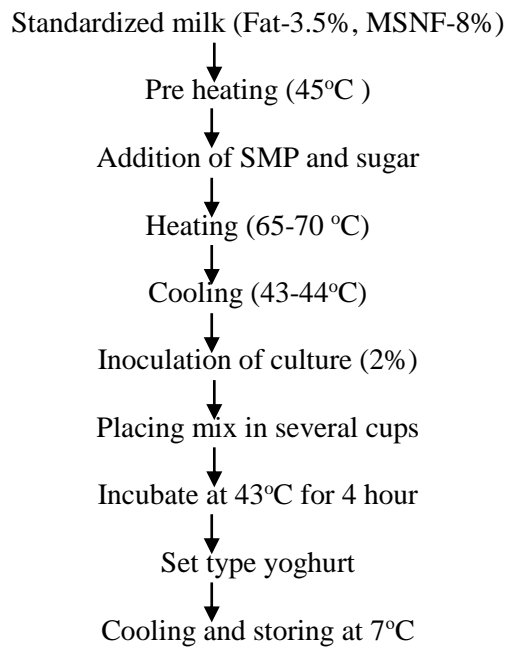 Standardized milk (Fat-3.5%, MSNF-8%)
Pre heating (45°C )
Addition of SMP and sugar
Heating (65-70 °C)
Cooling (43-44°C)
Inoculation of culture (2%)
Placing mix in several cups
Incubate at 43°C for 4 hour
Set type yoghurt
Cooling and storing at 7°C